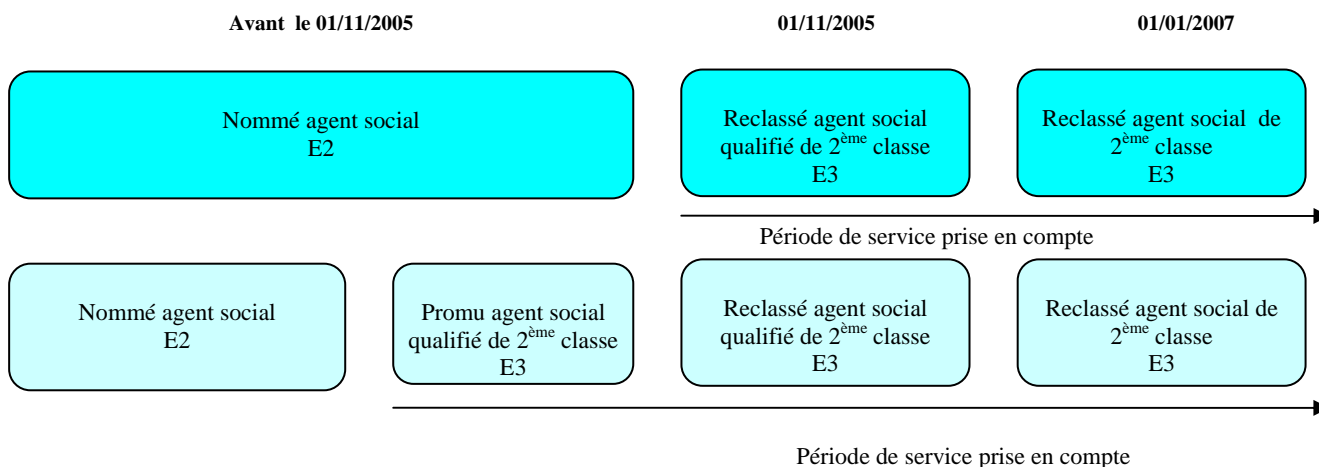 Avant le 01/11/2005
01/11/2005
01/01/2007
Nommé agent social
E2
Reclassé agent social
qualifié de 2ème classe
E3
Reclassé agent social de
2ème classe
E3
Période de service prise en compte
Nommé agent social
E2
Promu agent social
qualifié de 2ème classe
E3
Reclassé agent social
qualifié de 2ème classe
E3
Reclassé agent social de
2ème classe
E3
Période de service prise en compte